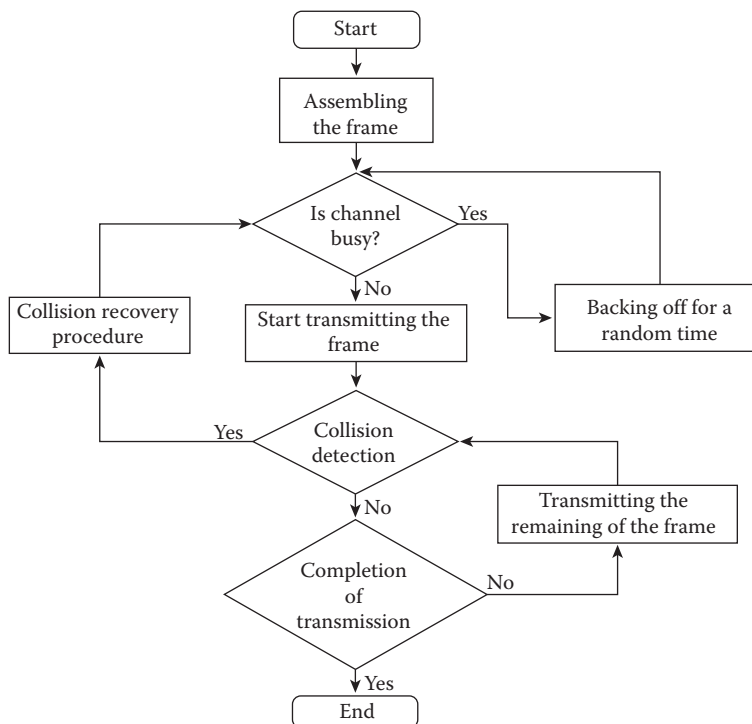 Start
Assembling
the frame
Is channel
busy?
Yes
No
Collision recovery
procedure
Start transmitting the
frame
Backing off for a
random time
Yes
Collision
detection
No
Transmitting the
remaining of the frame
Completion
of
transmission
No
Yes
End